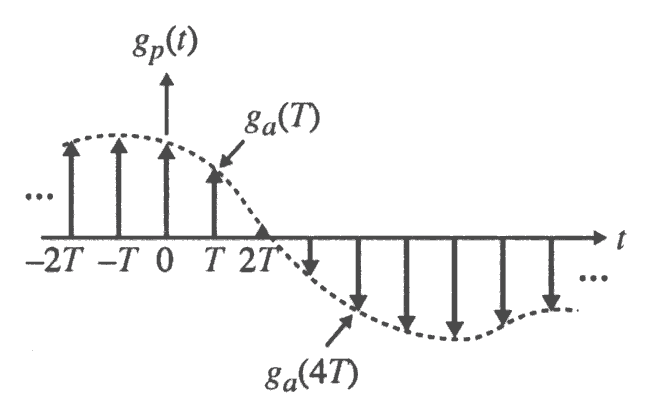 g_p(t)
g_a(T)
...
t
−2T −T 0 T 2T
...
g_a(4T)